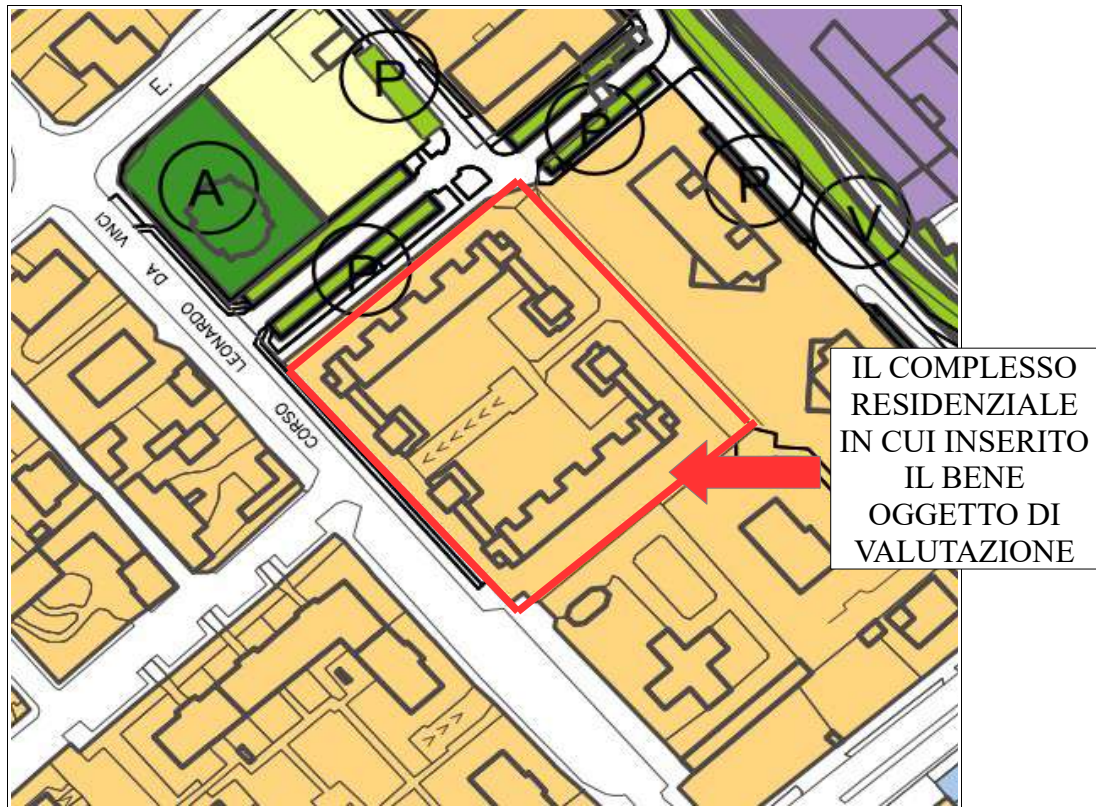 E.
P
P
A
P
V
P
VINCI
DA
LEONARDO
CORSO
IL COMPLESSO
RESIDENZIALE
IN CUI INSERITO
IL BENE
OGGETTO DI
VALUTAZIONE